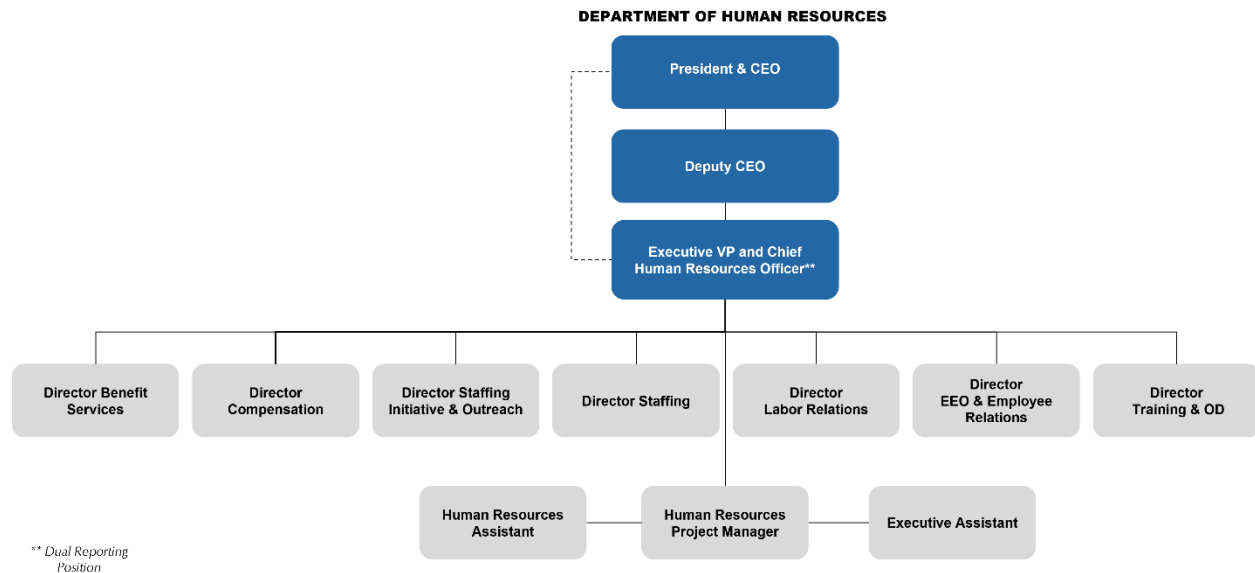 DEPARTMENT OF HUMAN RESOURCES
President & CEO
Deputy CEO
Executive VP and Chief
Human Resources Officer**
Director Benefit
Services
Director
Compensation
Director Staffing
Initiative & Outreach
Director Staffing
Director
Labor Relations
Director
EEO & Employee
Relations
Director
Training & OD
Human Resources
Assistant
Human Resources
Project Manager
Executive Assistant
** Dual Reporting
Position